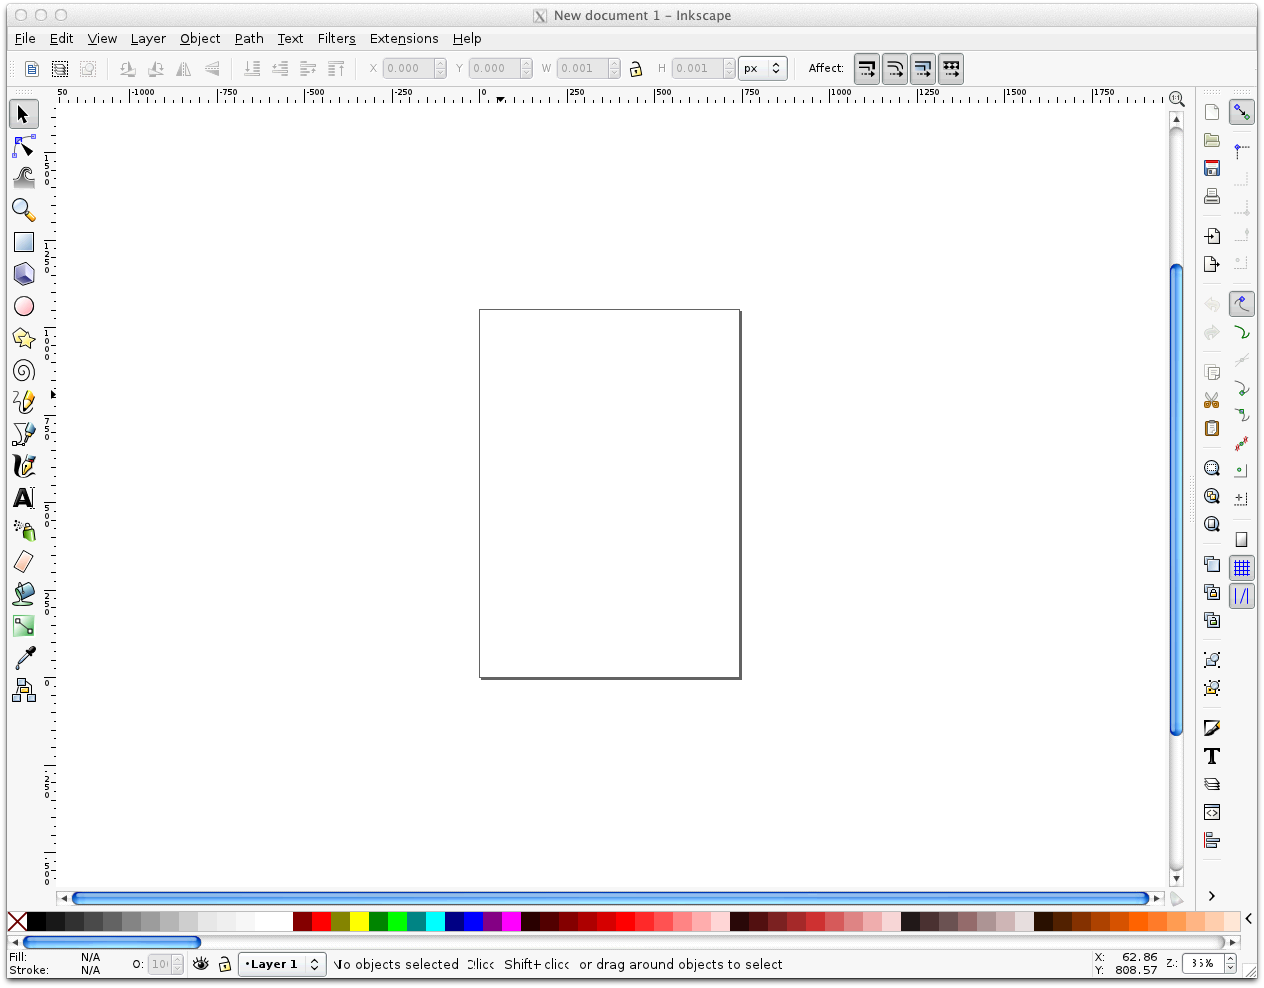 New document 1 - Inkscape
File Edit View Layer Object Path Text Filters Extensions Help
X 0.000 Y 0.000 W 0.001 H 0.001 px Affect:
50 -1000 -750 -500 -250 0 250 500 750 1000 1250 1500 1750
1500
1250
1000
750
500
250
0
-250
-500
Fill: N/A
Stroke: N/A
O: 10
•Layer 1
No objects selected Click Shift+click or drag around objects to select
X: 62.86
Y: 808.57
Z: 35%